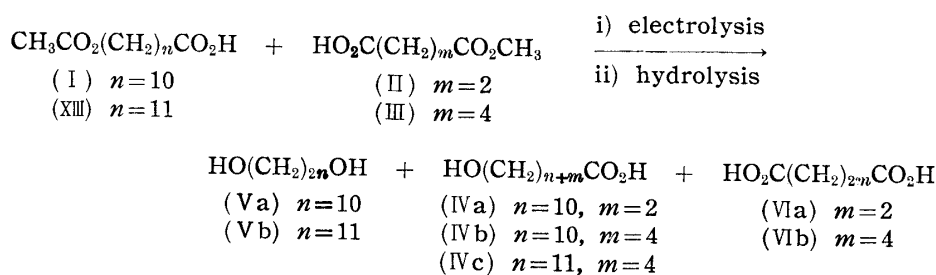 CH₃CO₂(CH₂)ₙCO₂H + HO₂C(CH₂)ₘCO₂CH₃ i) electrolysis
ii) hydrolysis
(I) n=10 (II) m=2
(XIII) n=11 (III) m=4
HO(CH₂)₂ₙOH + HO(CH₂)ₙ₊ₘCO₂H + HO₂C(CH₂)₂.ₙCO₂H
(Va) n=10 (IVa) n=10, m=2 (VIa) m=2
(Vb) n=11 (IVb) n=10, m=4 (VIb) m=4
(IVc) n=11, m=4